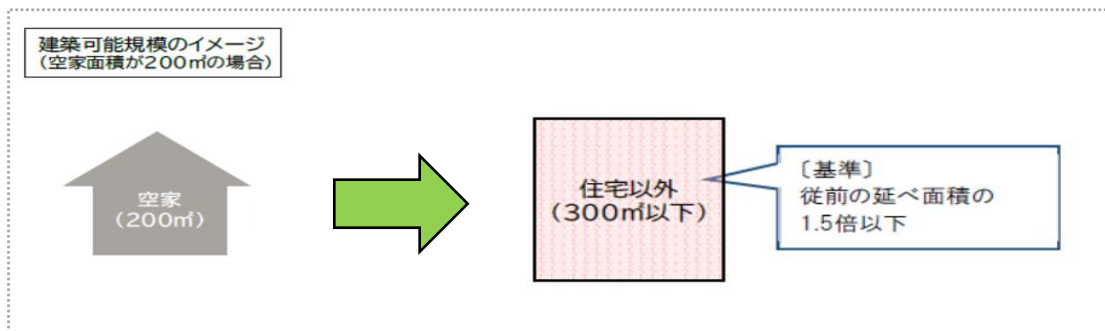 建築可能規模のイメージ
(空家面積が200㎡の場合)
空家
(200㎡)
住宅以外
(300㎡以下)
〔基準〕
従前の延べ面積の
1.5倍以下